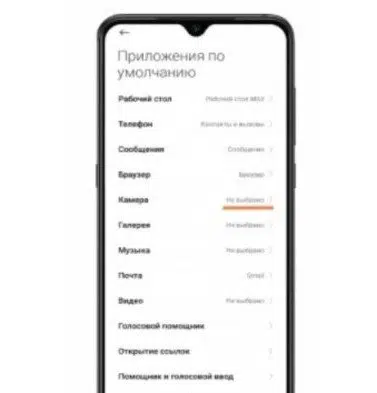 Приложения по
умолчанию
Рабочий стол Рабочий стол MIUI
Телефон Контакты и вызовы
Сообщения Сообщения
Браузер Браузер
Камера Не выбрано
Галерея Не выбрано
Музыка Не выбрано
Почта Gmail
Видео Не выбрано
Голосовой помощник
Открытие ссылок
Помощник и голосовой ввод